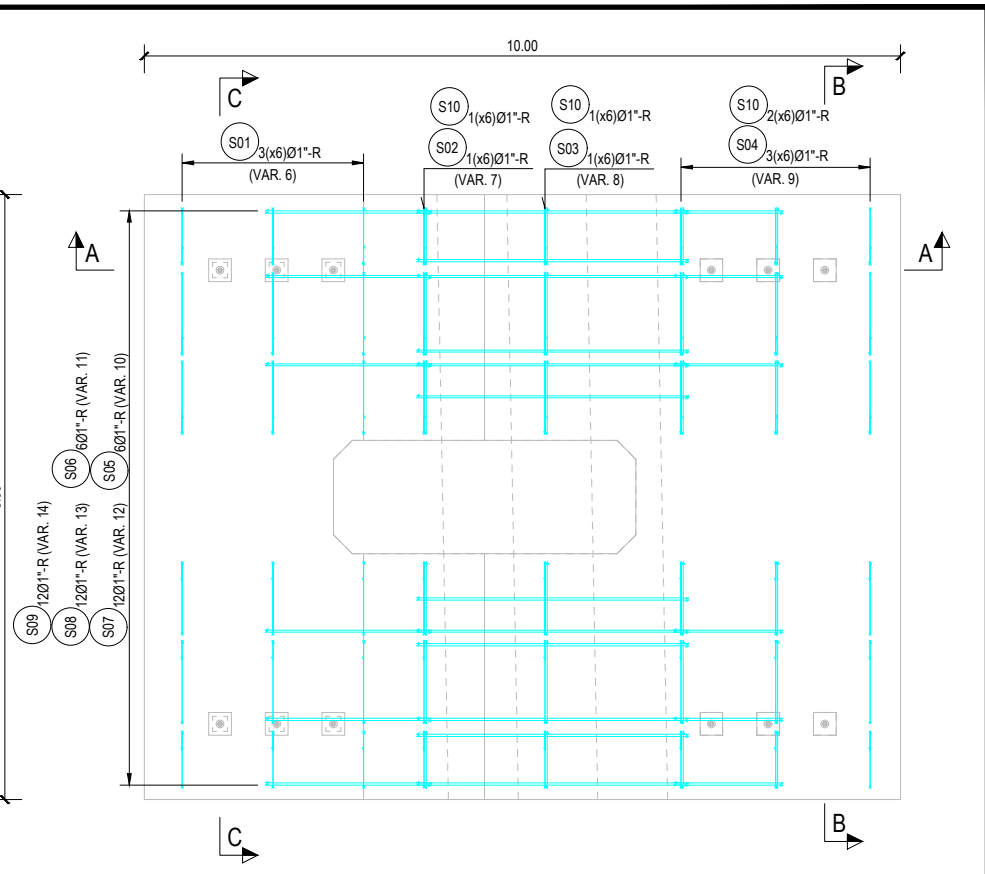 10.00
C
B
S10 1(x6)Ø1"-R
S10 1(x6)Ø1"-R
S10 2(x6)Ø1"-R
S01 3(x6)Ø1"-R
S02 1(x6)Ø1"-R
S03 1(x6)Ø1"-R
S04 3(x6)Ø1"-R
(VAR. 6)
(VAR. 7)
(VAR. 8)
(VAR. 9)
A
A
S06 6Ø1"-R (VAR. 11)
S05 6Ø1"-R (VAR. 10)
S09 12Ø1"-R (VAR. 14)
S08 12Ø1"-R (VAR. 13)
S07 12Ø1"-R (VAR. 12)
C
B